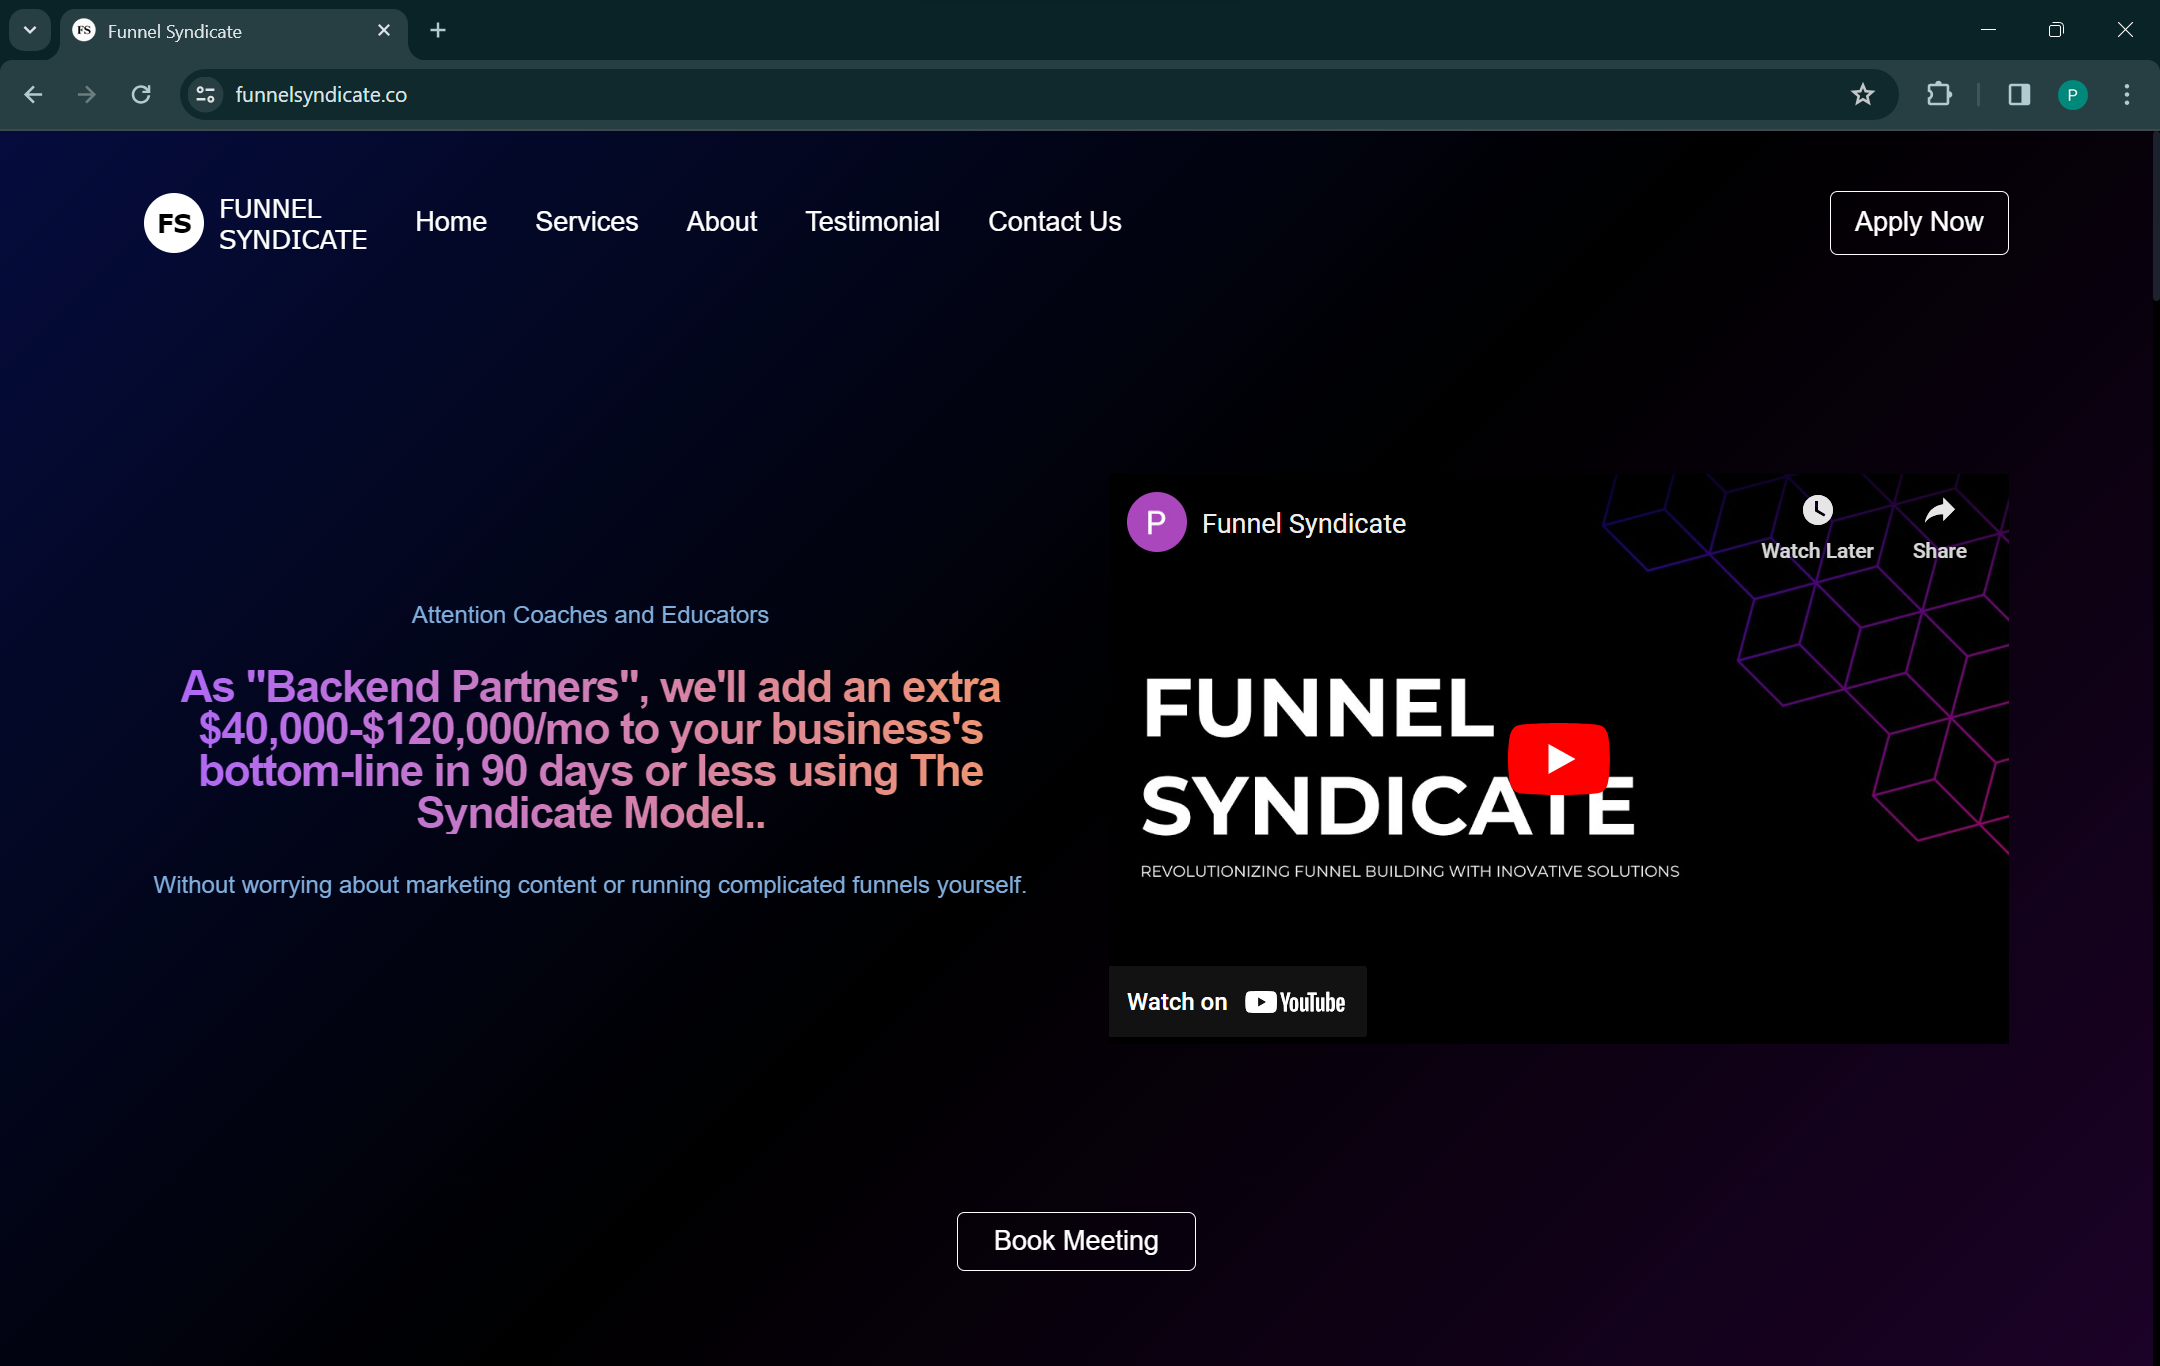 FS Funnel Syndicate
funnelsyndicate.co
P
FS
FUNNEL
SYNDICATE
Home
Services
About
Testimonial
Contact Us
Apply Now
Attention Coaches and Educators
As "Backend Partners", we'll add an extra
$40,000-$120,000/mo to your business's
bottom-line in 90 days or less using The
Syndicate Model..
Without worrying about marketing content or running complicated funnels yourself.
P
Funnel Syndicate
Watch Later
Share
FUNNEL
SYNDICATE
REVOLUTIONIZING FUNNEL BUILDING WITH INOVATIVE SOLUTIONS
Watch on YouTube
Book Meeting